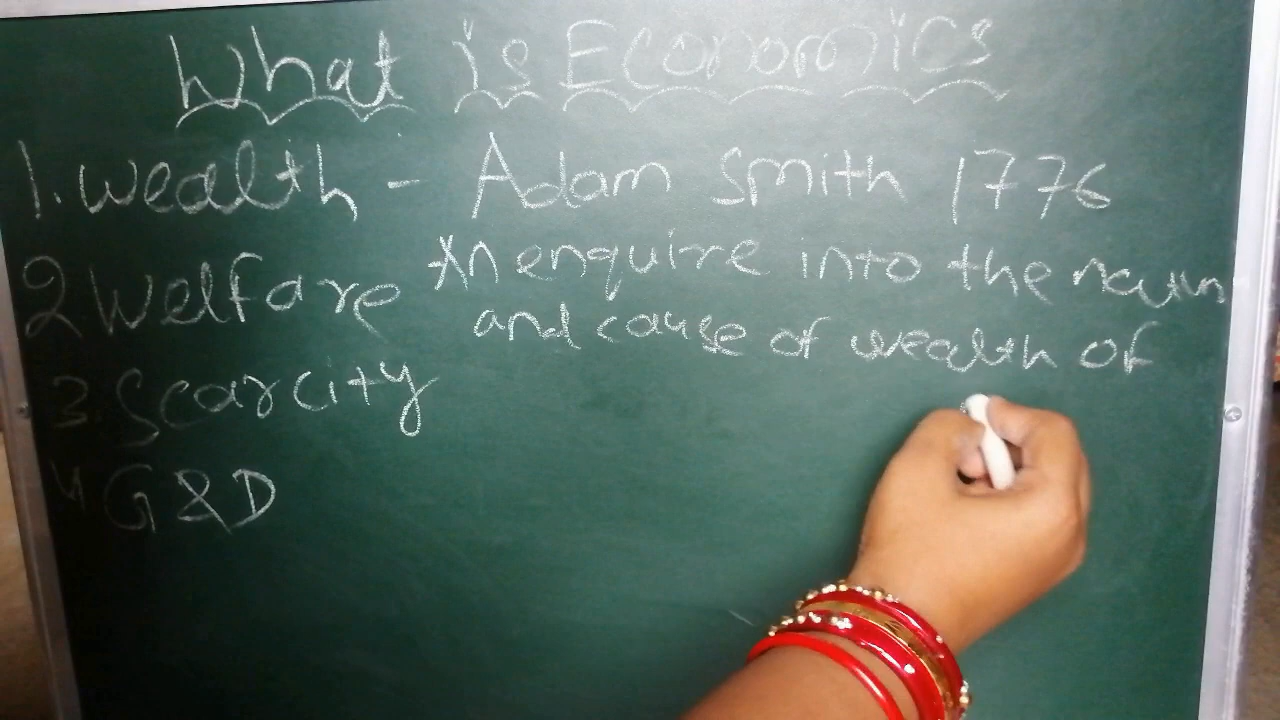 What is Economics
1. Wealth - Adam Smith 1776
2 Welfare *An enquire into the
and cause of wealth of
3 Scarcity
4 G & D